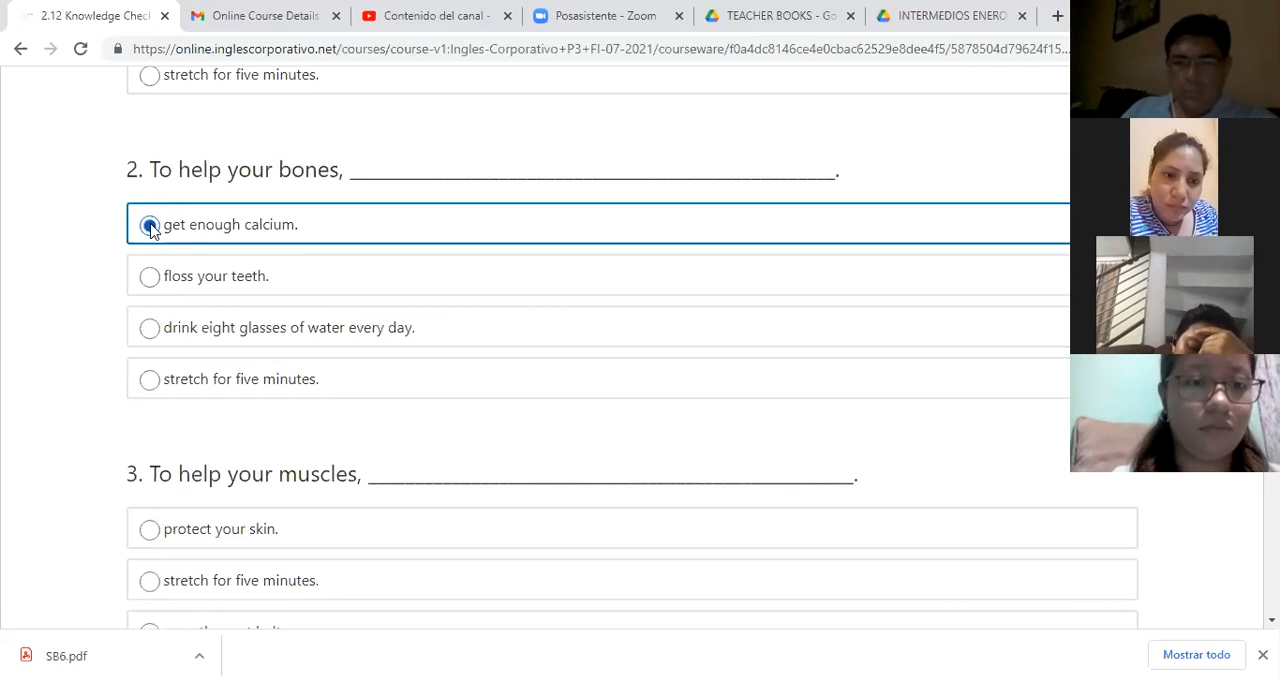 2.12 Knowledge Chec
Online Course Details
Contenido del canal -
Posasistente - Zoom
TEACHER BOOKS - Go
INTERMEDIOS ENERO
https://online.inglescorporativo.net/courses/course-v1:Ingles-Corporativo+P3+FI-07-2021/courseware/f0a4dc8146ce4e0cbac62529e8dee4f5/5878504d79624f15...
stretch for five minutes.
2. To help your bones, ______________________________.
get enough calcium.
floss your teeth.
drink eight glasses of water every day.
stretch for five minutes.
3. To help your muscles, ______________________________.
protect your skin.
stretch for five minutes.
SB6.pdf
Mostrar todo